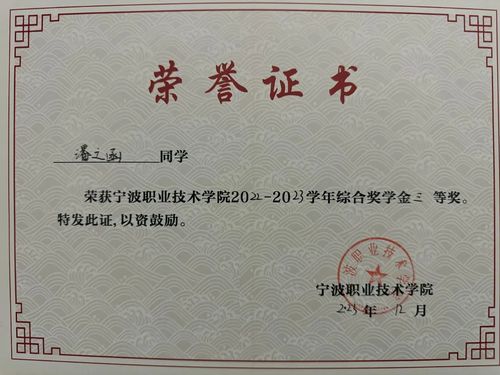 荣誉证书
潘之函 同学
荣获宁波职业技术学院2022-2023学年综合奖学金三等奖。
特发此证,以资鼓励。
宁波职业技术学院
宁波职业技术学院
2023年12月